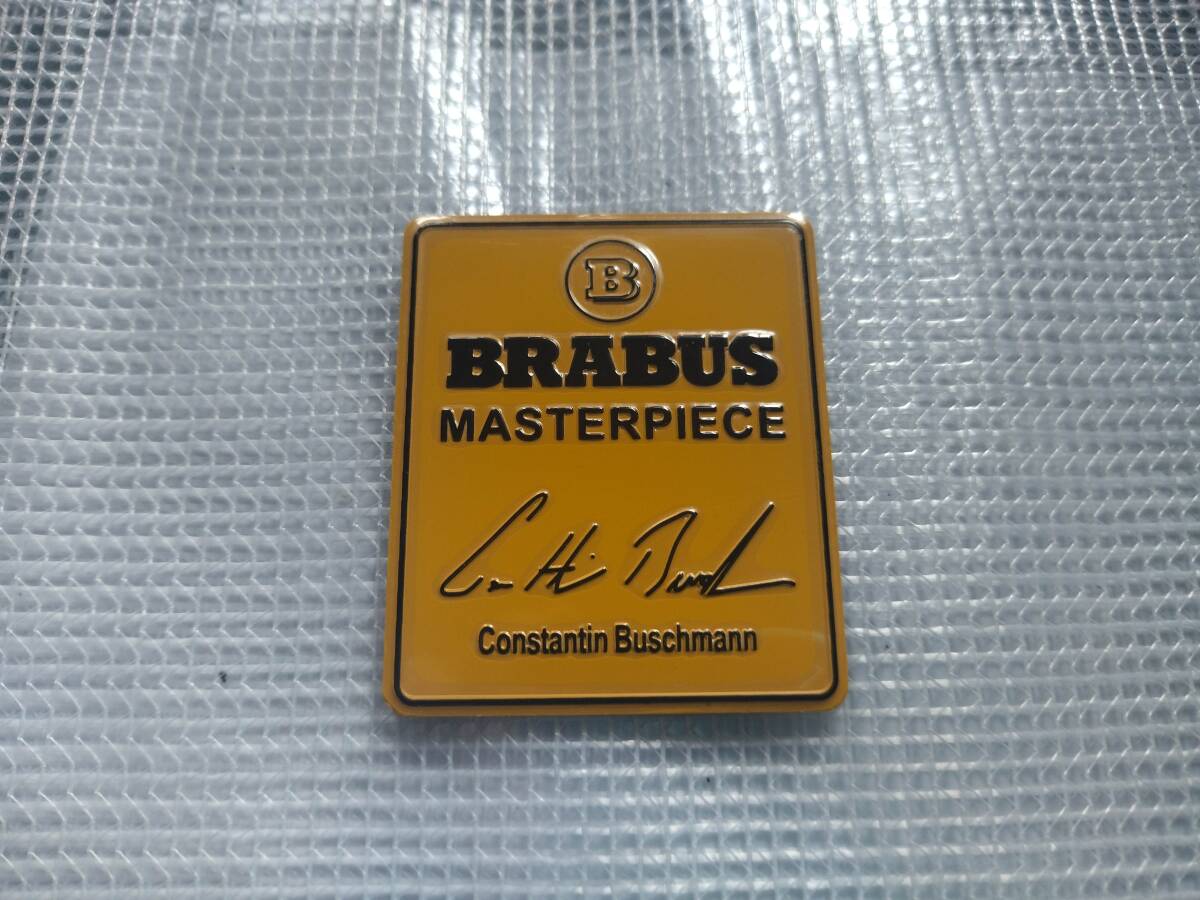 B
BRABUS
MASTERPIECE
Constantin Buschmann